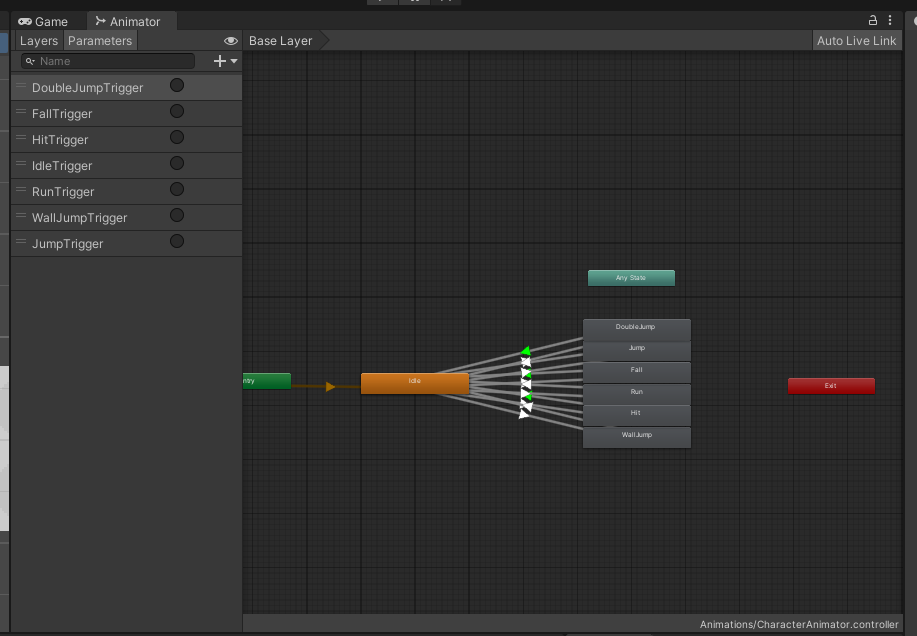 Game
Animator
Layers
Parameters
Base Layer
Auto Live Link
Name
DoubleJumpTrigger
FallTrigger
HitTrigger
IdleTrigger
RunTrigger
WallJumpTrigger
JumpTrigger
Any State
DoubleJump
Jump
Fall
Run
Hit
WallJump
ntry
Idle
Exit
Animations/CharacterAnimator.controller